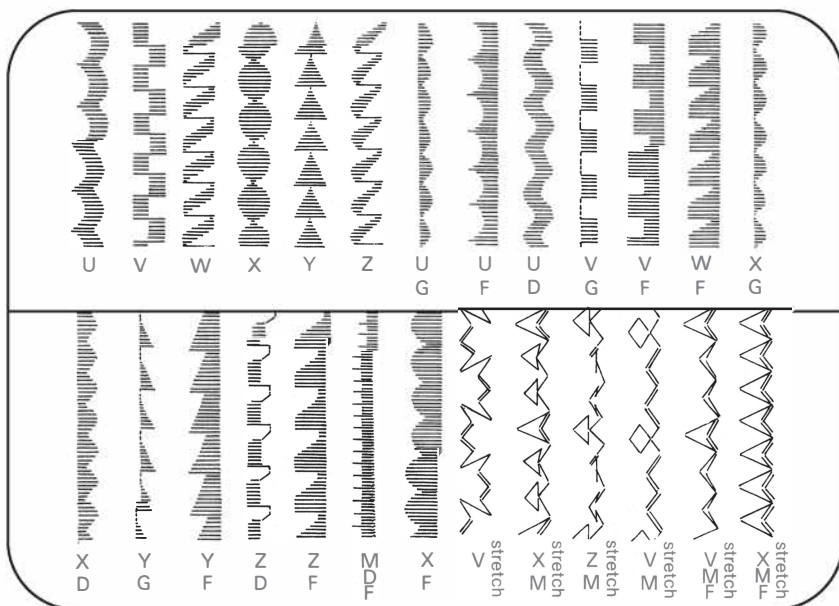 U V W X Y Z U U U V V W X
G F D G F F G
X Y Y Z Z M X V stretch X stretch Z stretch V stretch V stretch X stretch
D G F D F D F M M M M M
F F F